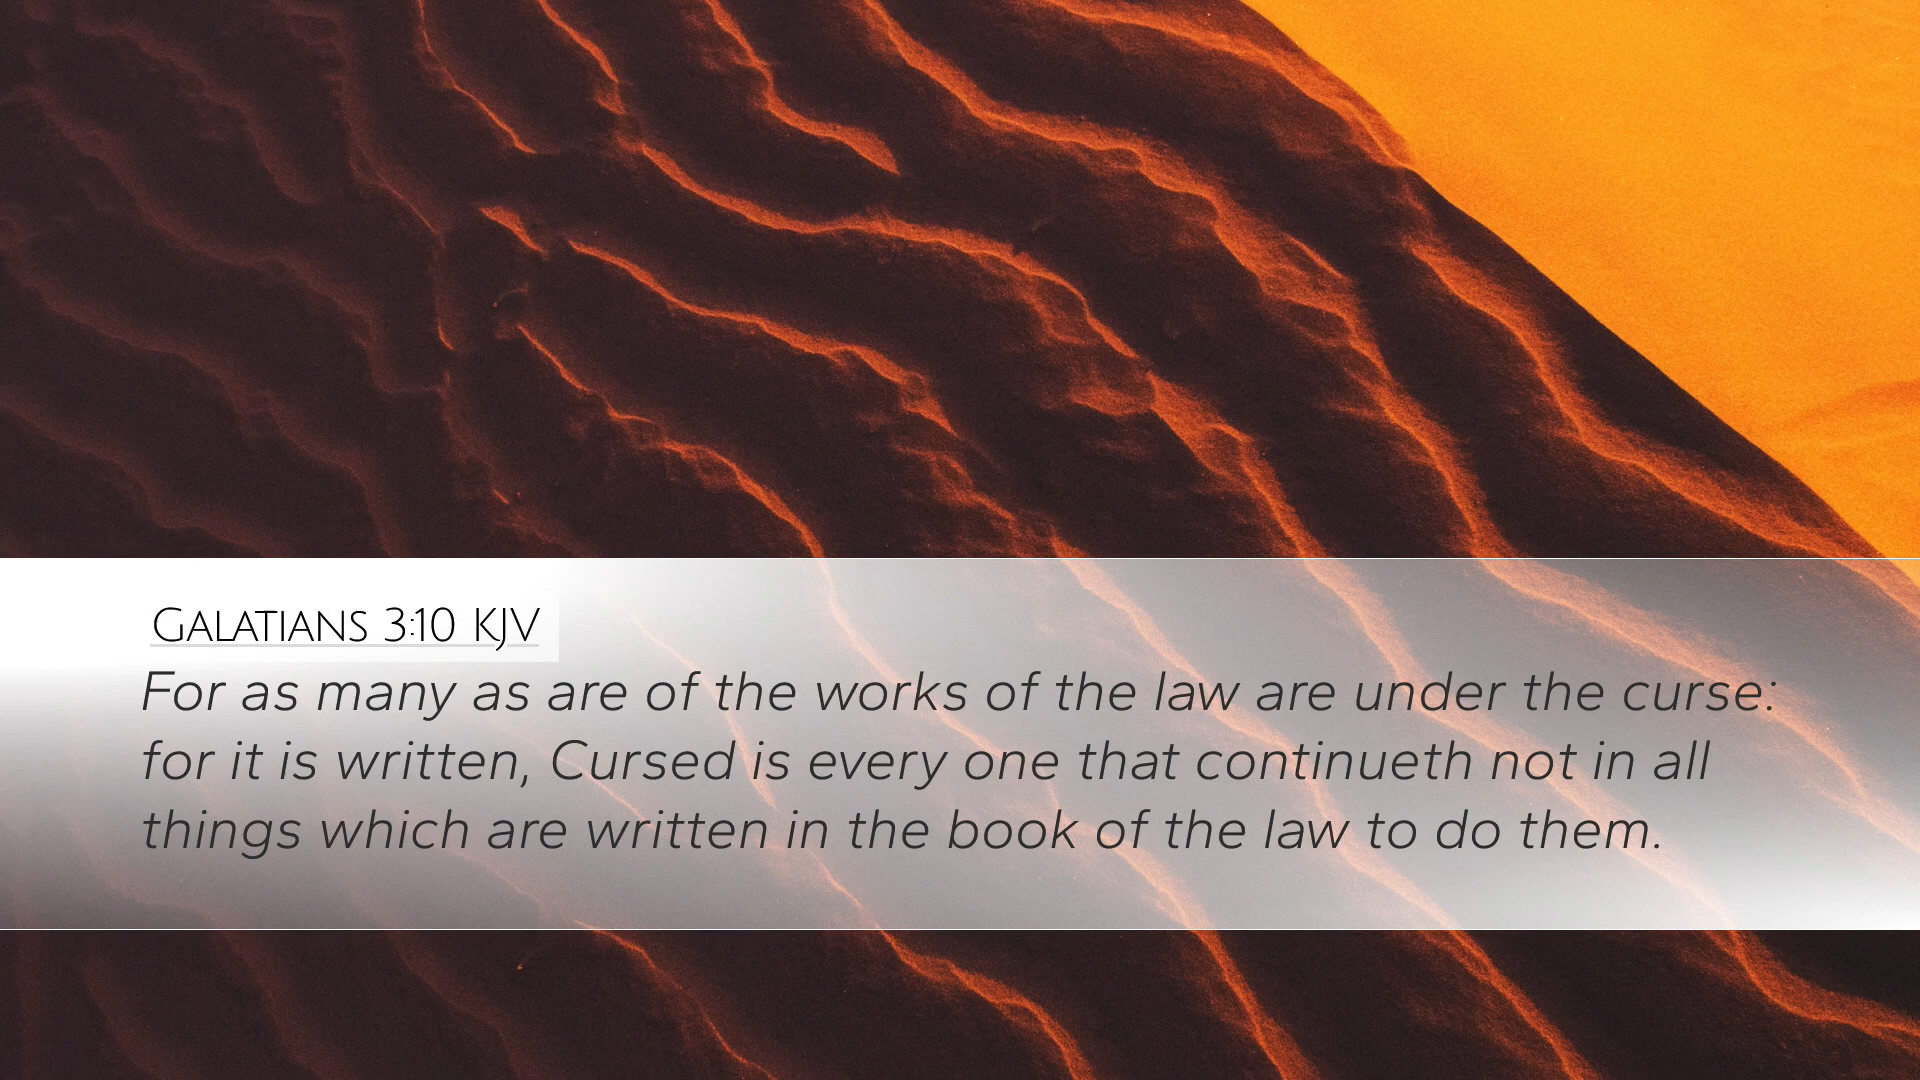 Galatians 3:10 KJV
For as many as are of the works of the law are under the curse:
for it is written, Cursed is every one that continueth not in all
things which are written in the book of the law to do them.